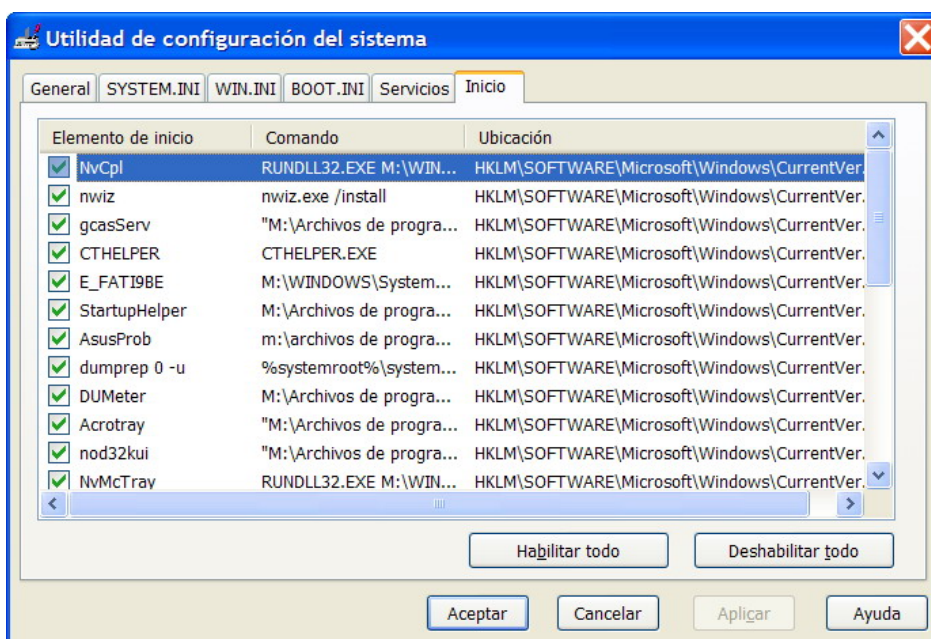 Utilidad de configuración del sistema
General SYSTEM.INI WIN.INI BOOT.INI Servicios Inicio
Elemento de inicio Comando Ubicación
NvCpl RUNDLL32.EXE M:\WIN... HKLM\SOFTWARE\Microsoft\Windows\CurrentVer.
nwiz nwiz.exe /install HKLM\SOFTWARE\Microsoft\Windows\CurrentVer.
gcasServ "M:\Archivos de progra... HKLM\SOFTWARE\Microsoft\Windows\CurrentVer.
CTHELPER CTHELPER.EXE HKLM\SOFTWARE\Microsoft\Windows\CurrentVer.
E_FATI9BE M:\WINDOWS\System... HKLM\SOFTWARE\Microsoft\Windows\CurrentVer.
StartupHelper M:\Archivos de progra... HKLM\SOFTWARE\Microsoft\Windows\CurrentVer.
AsusProb m:\archivos de progra... HKLM\SOFTWARE\Microsoft\Windows\CurrentVer.
dumprep 0 -u %systemroot%\system... HKLM\SOFTWARE\Microsoft\Windows\CurrentVer.
DUMeter M:\Archivos de progra... HKLM\SOFTWARE\Microsoft\Windows\CurrentVer.
Acrotray "M:\Archivos de progra... HKLM\SOFTWARE\Microsoft\Windows\CurrentVer.
nod32kui "M:\Archivos de progra... HKLM\SOFTWARE\Microsoft\Windows\CurrentVer.
NvMcTray RUNDLL32.EXE M:\WIN... HKLM\SOFTWARE\Microsoft\Windows\CurrentVer.
Habilitar todo Deshabilitar todo
Aceptar Cancelar Aplicar Ayuda